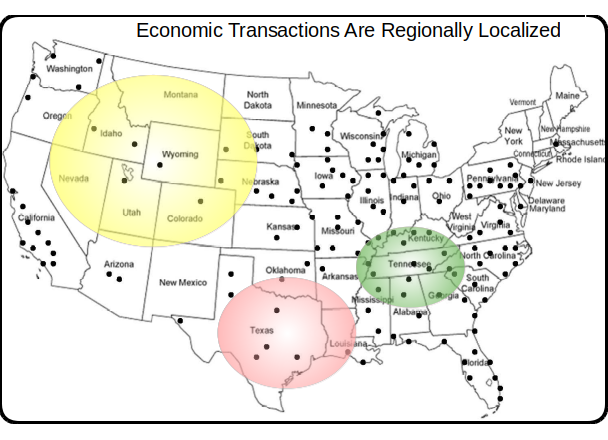 Economic Transactions Are Regionally Localized
Washington
Montana
North
Dakota
Minnesota
Maine
Vermont
Oregon
Idaho
South
Dakota
Wisconsin
Michigan
New
York
New Hampshire
Massachusetts
Connecticut
Rhode Island
Wyoming
Nevada
Nebraska
Iowa
Illinois
Indiana
Ohio
Pennsylvania
New Jersey
Delaware
Maryland
Utah
Colorado
California
Kansas
Missouri
West
Virginia
Virginia
Kentucky
Arizona
New Mexico
Oklahoma
Arkansas
Tennessee
North Carolina
South
Carolina
Mississippi
Georgia
Alabama
Texas
Louisiana
Florida